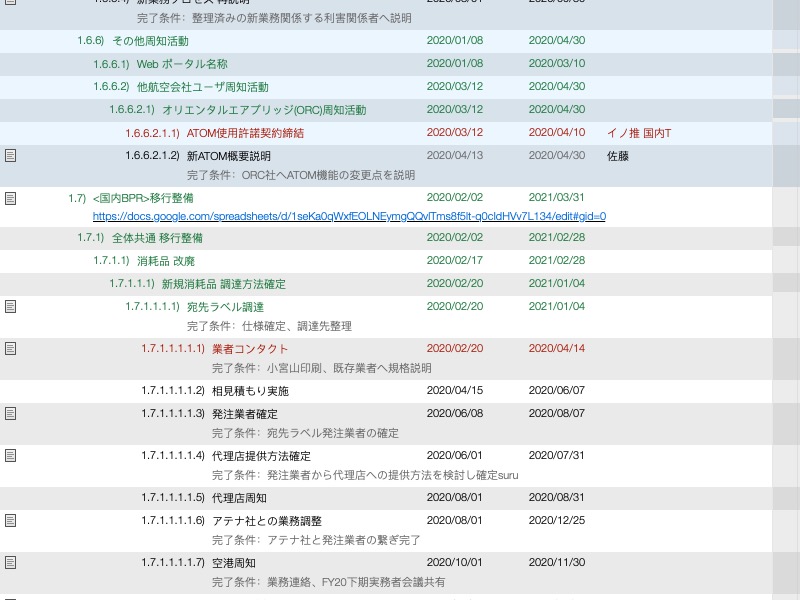 完了条件: 整理済みの新業務関係する利害関係者へ説明
1.6.6) その他周知活動 2020/01/08 2020/04/30
1.6.6.1) Web ポータル名称 2020/01/08 2020/03/10
1.6.6.2) 他航空会社ユーザ周知活動 2020/03/12 2020/04/30
1.6.6.2.1) オリエンタルエアブリッジ(ORC)周知活動 2020/03/12 2020/04/30
1.6.6.2.1.1) ATOM使用許諾契約締結 2020/03/12 2020/04/10 イノ推 国内T
1.6.6.2.1.2) 新ATOM概要説明 2020/04/13 2020/04/30 佐藤
完了条件: ORC社へATOM機能の変更点を説明
1.7) <国内BPR>移行整備 2020/02/02 2021/03/31
https://docs.google.com/spreadsheets/d/1seKa0qWxfEOLNEymgQQvlTms8f5lt-q0cIdHVv7L134/edit#gid=0
1.7.1) 全体共通 移行整備 2020/02/02 2021/02/28
1.7.1.1) 消耗品 改廃 2020/02/17 2021/02/28
1.7.1.1.1) 新規消耗品 調達方法確定 2020/02/20 2021/01/04
1.7.1.1.1.1) 宛先ラベル調達 2020/02/20 2021/01/04
完了条件: 仕様確定、調達先整理
1.7.1.1.1.1.1) 業者コンタクト 2020/02/20 2020/04/14
完了条件: 小宮山印刷、既存業者へ規格説明
1.7.1.1.1.1.2) 相見積もり実施 2020/04/15 2020/06/07
1.7.1.1.1.1.3) 発注業者確定 2020/06/08 2020/08/07
完了条件: 宛先ラベル発注業者の確定
1.7.1.1.1.1.4) 代理店提供方法確定 2020/06/01 2020/07/31
完了条件: 発注業者から代理店への提供方法を検討し確定suru
1.7.1.1.1.1.5) 代理店周知 2020/08/01 2020/08/31
1.7.1.1.1.1.6) アテナ社との業務調整 2020/08/01 2020/12/25
完了条件: アテナ社と発注業者の繋ぎ完了
1.7.1.1.1.1.7) 空港周知 2020/10/01 2020/11/30
完了条件: 業務連絡、FY20下期実務者会議共有